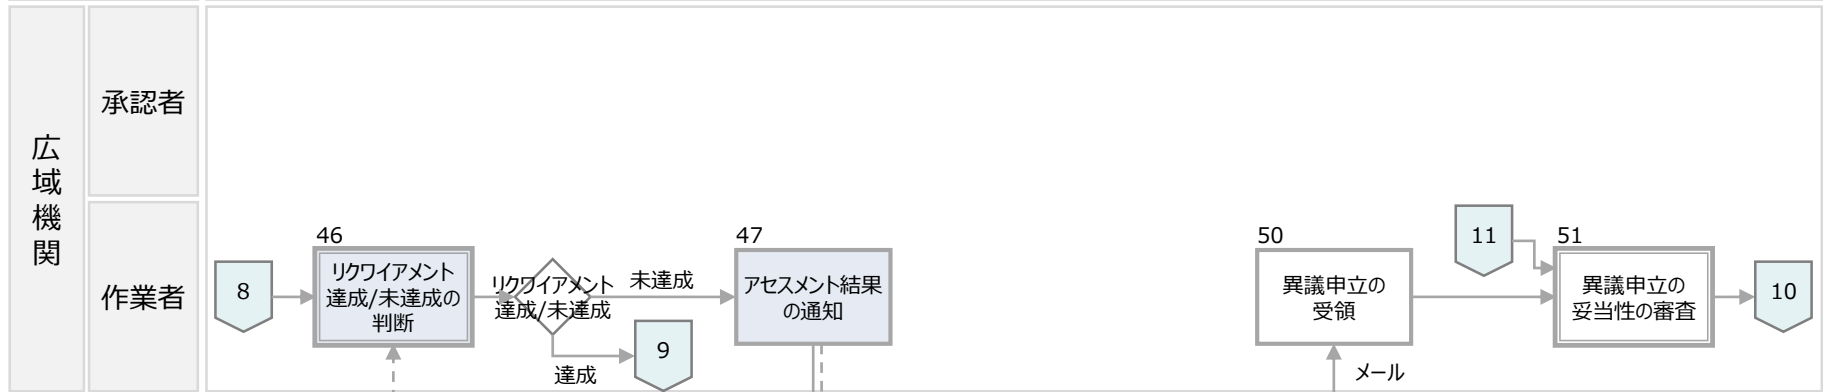 広域機関
承認者
作業者
8
46
リクワイアメント
達成/未達成の
判断
リクワイアメント
達成/未達成
未達成
達成
9
47
アセスメント結果
の通知
50
異議申立の
受領
メール
11
51
異議申立の
妥当性の審査
10